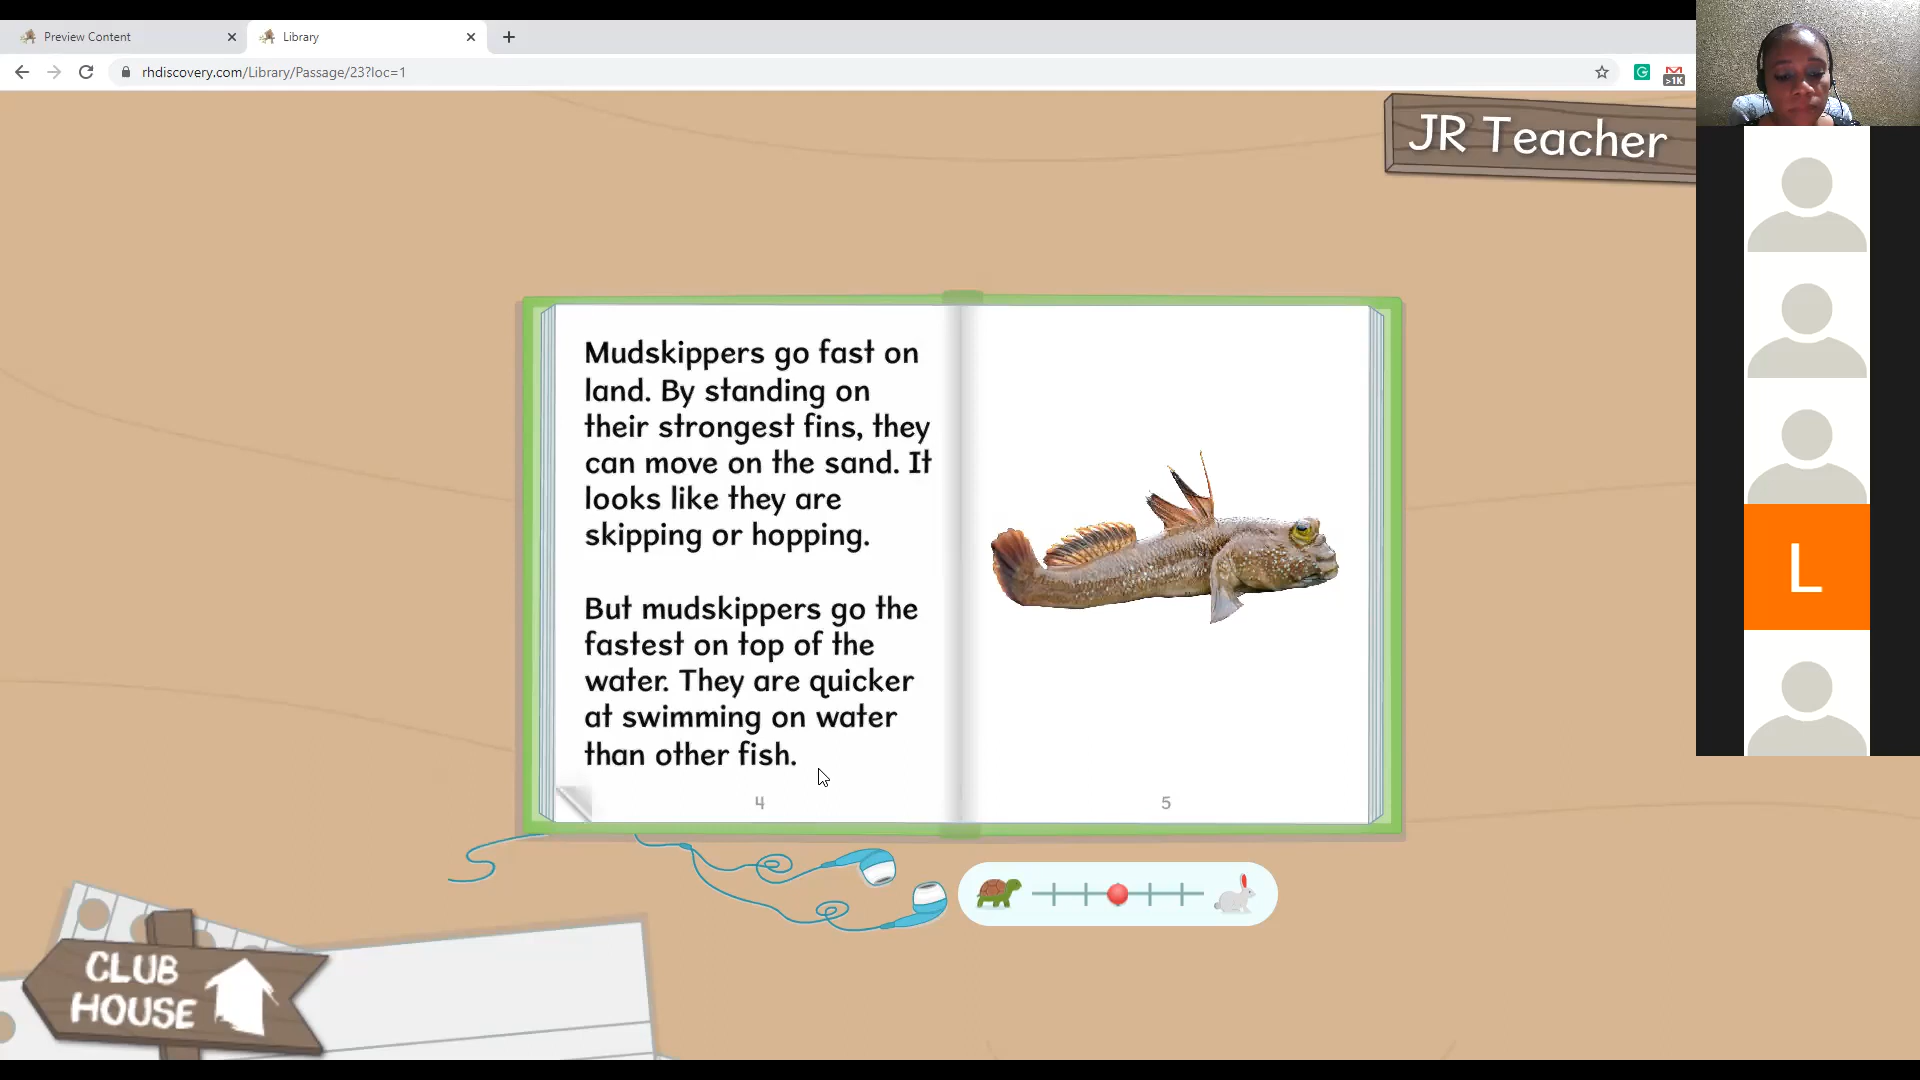 Preview Content
Library
rhdiscovery.com/Library/Passage/23?loc=1
>1K
JR Teacher
Mudskippers go fast on
land. By standing on
their strongest fins, they
can move on the sand. It
looks like they are
skipping or hopping.
But mudskippers go the
fastest on top of the
water. They are quicker
at swimming on water
than other fish.
4
5
L
CLUB
HOUSE